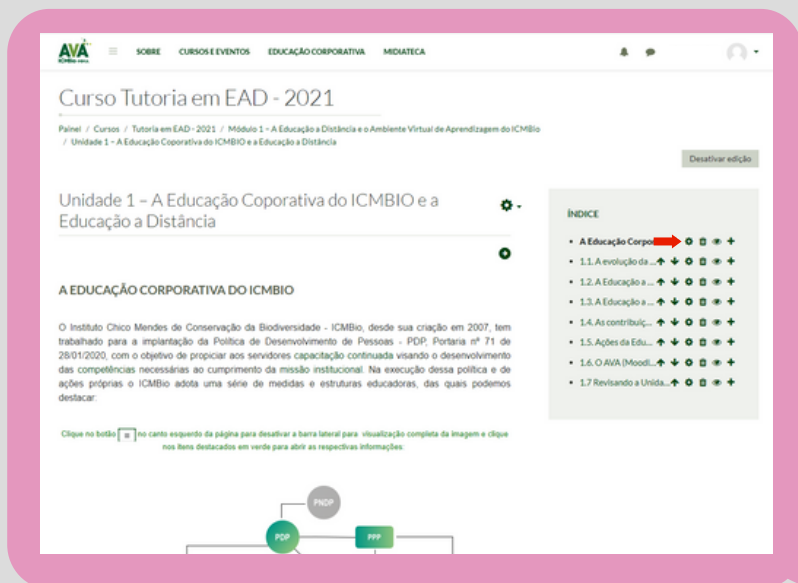 AVA
ICMBio
SOBRE CURSOS E EVENTOS EDUCAÇÃO CORPORATIVA MIDIATECA
Curso Tutoria em EAD - 2021
Painel / Cursos / Tutoria em EAD - 2021 / Módulo 1 – A Educação a Distância e o Ambiente Virtual de Aprendizagem do ICMBio
/ Unidade 1 – A Educação Coporativa do ICMBIO e a Educação a Distância
Desativar edição
Unidade 1 – A Educação Coporativa do ICMBIO e a
Educação a Distância
A EDUCAÇÃO CORPORATIVA DO ICMBIO
O Instituto Chico Mendes de Conservação da Biodiversidade - ICMBio, desde sua criação em 2007, tem
trabalhado para a implantação da Política de Desenvolvimento de Pessoas - PDP, Portaria nº 71 de
28/01/2020, com o objetivo de propiciar aos servidores capacitação continuada visando o desenvolvimento
das competências necessárias ao cumprimento da missão institucional. Na execução dessa política e de
ações próprias o ICMBio adota uma série de medidas e estruturas educadoras, das quais podemos
destacar:
Clique no botão no canto esquerdo da página para desativar a barra lateral para visualização completa da imagem e clique
nos itens destacados em verde para abrir as respectivas informações:
PNDP
PDP
PPP
ÍNDICE
A Educação Corpo
1.1. A evolução da ...
1.2. A Educação a ...
1.3. A Educação a ...
1.4. As contribuiç...
1.5. Ações da Edu...
1.6. O AVA (Moodl...
1.7 Revisando a Unida...